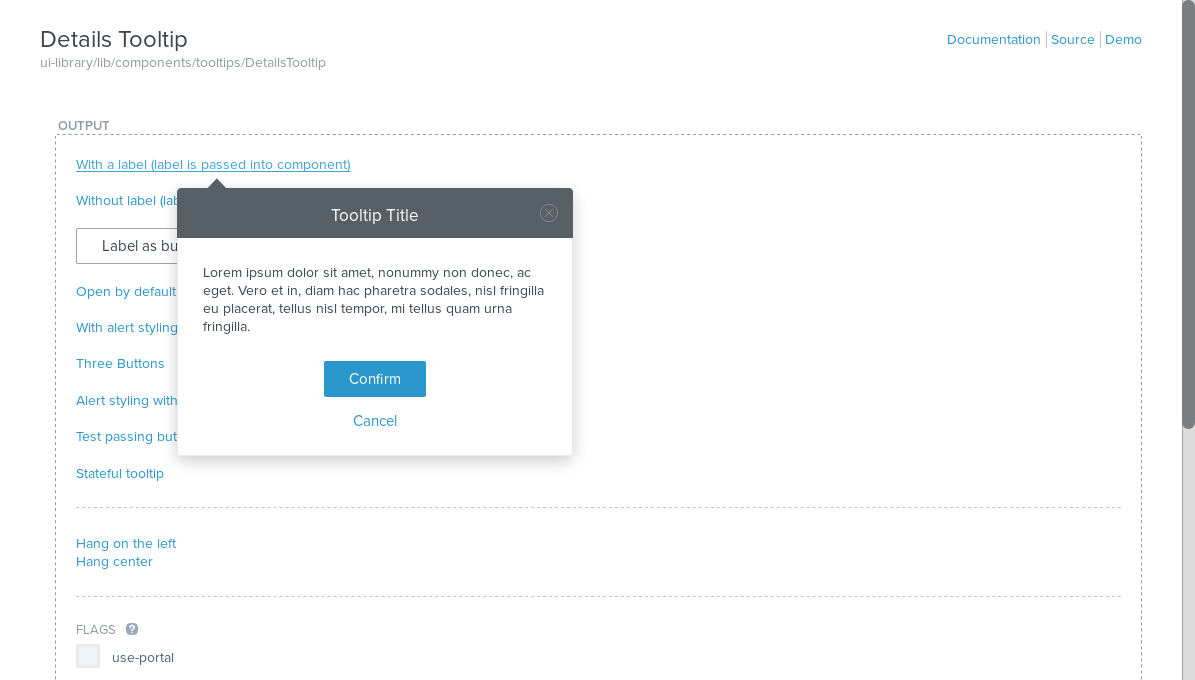 Details Tooltip
Documentation
Source
Demo
ui-library/lib/components/tooltips/DetailsTooltip
OUTPUT
With a label (label is passed into component)
Without label
Tooltip Title
Label as
Lorem ipsum dolor sit amet, nonummy non donec, ac
eget. Vero et in, diam hac pharetra sodales, nisl fringilla
eu placerat, tellus nisl tempor, mi tellus quam urna
fringilla.
Confirm
Cancel
Open by default
With alert styling
Three Buttons
Alert styling with
Test passing
Stateful tooltip
Hang on the left
Hang center
FLAGS ?
use-portal